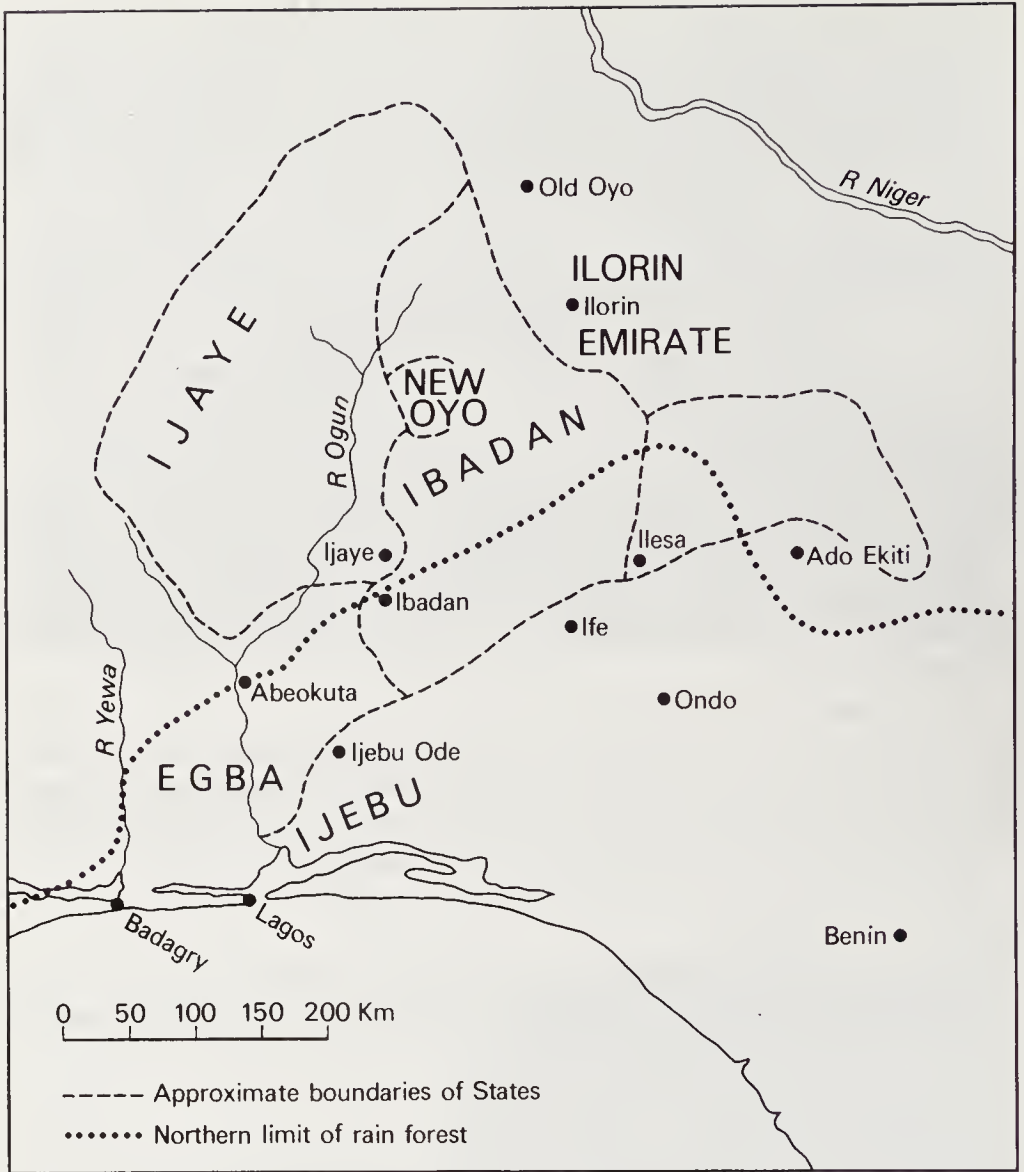 R Niger
Old Oyo
ILORIN
Ilorin
EMIRATE
IJAYE
NEW
OYO
R Ogun
IBADAN
Ijaye
Ilesa
Ado Ekiti
Ibadan
Ife
Abeokuta
Ondo
R Yewa
Ijebu Ode
EGBA
IJEBU
Badagry
Lagos
Benin
0 50 100 150 200 Km
Approximate boundaries of States
Northern limit of rain forest